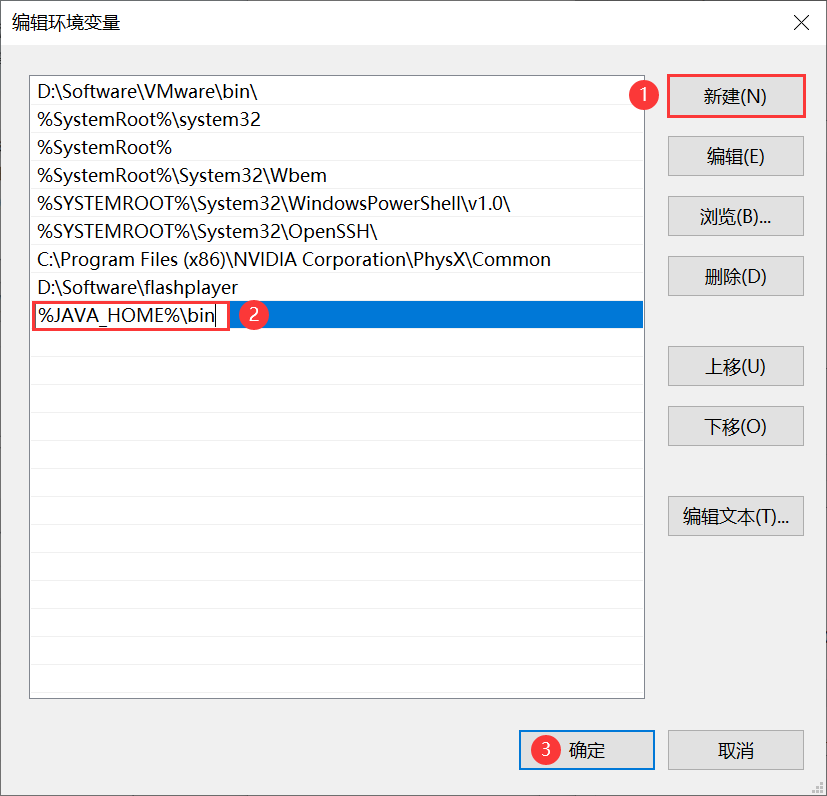 编辑环境变量
D:\Software\VMware\bin\
1
新建(N)
%SystemRoot%\system32
%SystemRoot%
编辑(E)
%SystemRoot%\System32\Wbem
%SYSTEMROOT%\System32\WindowsPowerShell\v1.0\
浏览(B)...
%SYSTEMROOT%\System32\OpenSSH\
C:\Program Files (x86)\NVIDIA Corporation\PhysX\Common
删除(D)
D:\Software\flashplayer
%JAVA_HOME%\bin
2
上移(U)
下移(O)
编辑文本(T)...
3
确定
取消